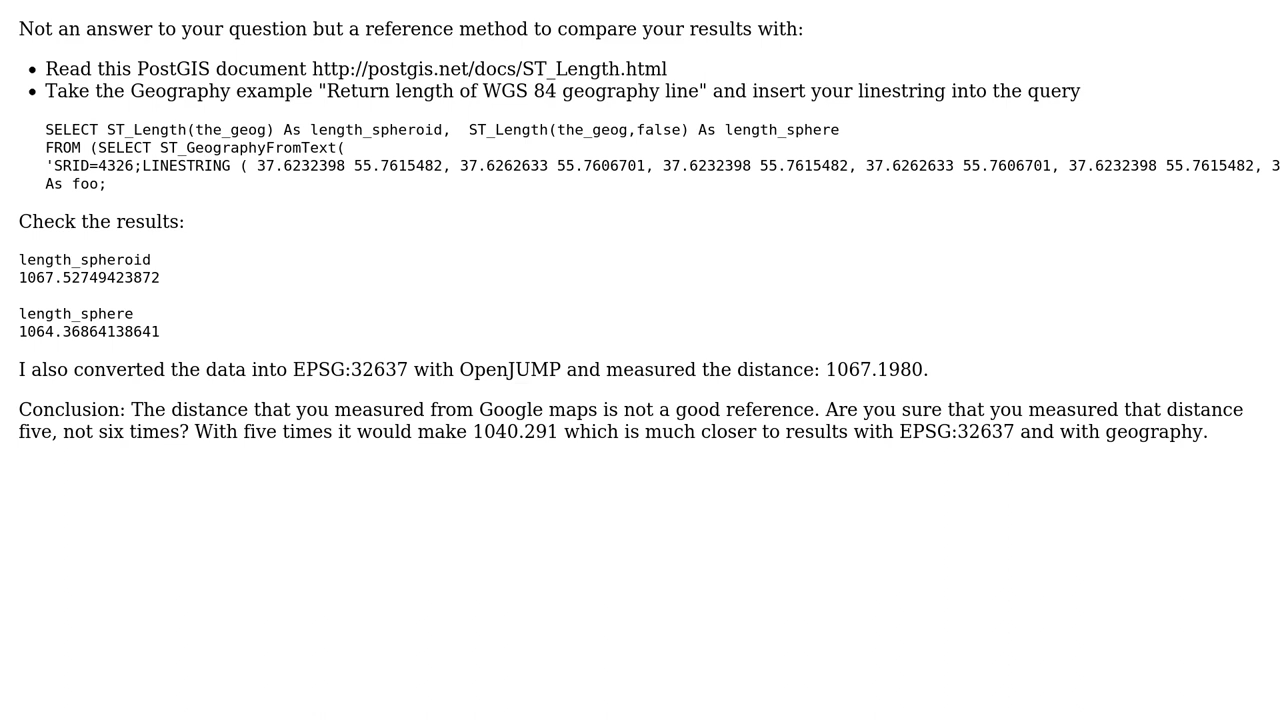 Not an answer to your question but a reference method to compare your results with:
• Read this PostGIS document http://postgis.net/docs/ST_Length.html
• Take the Geography example "Return length of WGS 84 geography line" and insert your linestring into the query
SELECT ST_Length(the_geog) As length_spheroid,  ST_Length(the_geog,false) As length_sphere
FROM (SELECT ST_GeographyFromText(
'SRID=4326;LINESTRING ( 37.6232398 55.7615482, 37.6262633 55.7606701, 37.6232398 55.7615482, 37.6262633 55.7606701, 37.6232398 55.7615482, 3
As foo;
Check the results:
length_spheroid
1067.52749423872
length_sphere
1064.36864138641
I also converted the data into EPSG:32637 with OpenJUMP and measured the distance: 1067.1980.
Conclusion: The distance that you measured from Google maps is not a good reference. Are you sure that you measured that distance
five, not six times? With five times it would make 1040.291 which is much closer to results with EPSG:32637 and with geography.